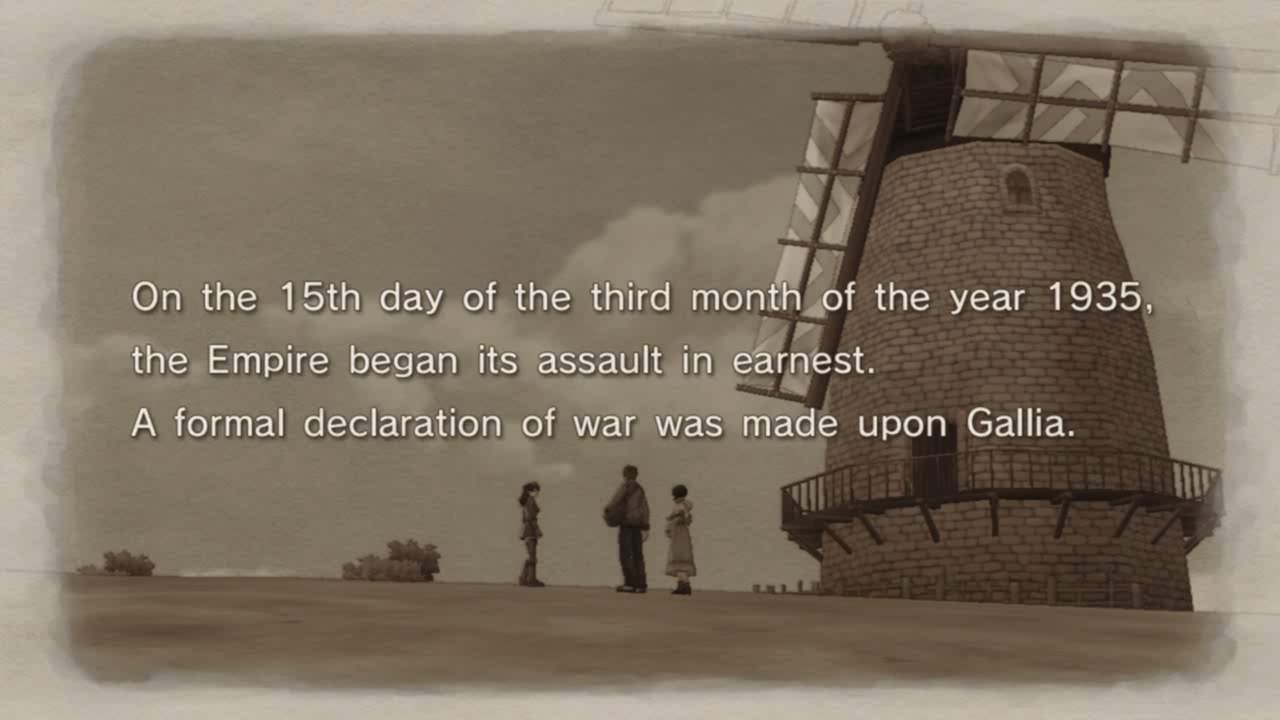 On the 15th day of the third month of the year 1935,
the Empire began its assault in earnest.
A formal declaration of war was made upon Gallia.